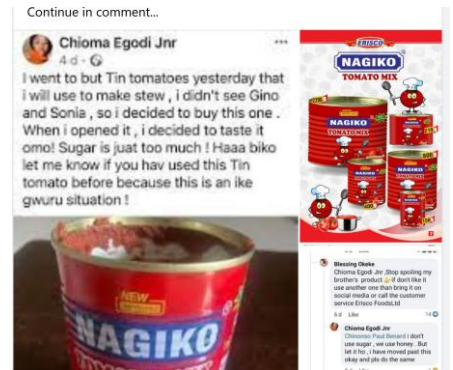 Continue in comment...
Chioma Egodi Jnr
4 d
I went to but Tin tomatoes yesterday that
i will use to make stew , i didn't see Gino
and Sonia , so i decided to buy this one .
When i opened it , i decided to taste it
omo! Sugar is juat too much ! Haaa biko
let me know if you hav used this Tin
tomato before because this is an ike
gwuru situation !
NEW
NAGIKO
ERISCO
NAGIKO
TOMATO MIX
NAGIKO
TOMATO MIX
NAGIKO
NAGIKO
NAGIKO
NAGIKO
Blessing Okeke
Chioma Egodi Jnr ,Stop spoiling my
brother's product if don't like it
use another one than bring it on
social media or call the customer
service Erisco FoodsLtd
Like
14
Chioma Egodi Jnr
Chinonso Paul Benard i don't
use sugar , we use honey . But
let it ho , i have moved past this
okay and pls do the same